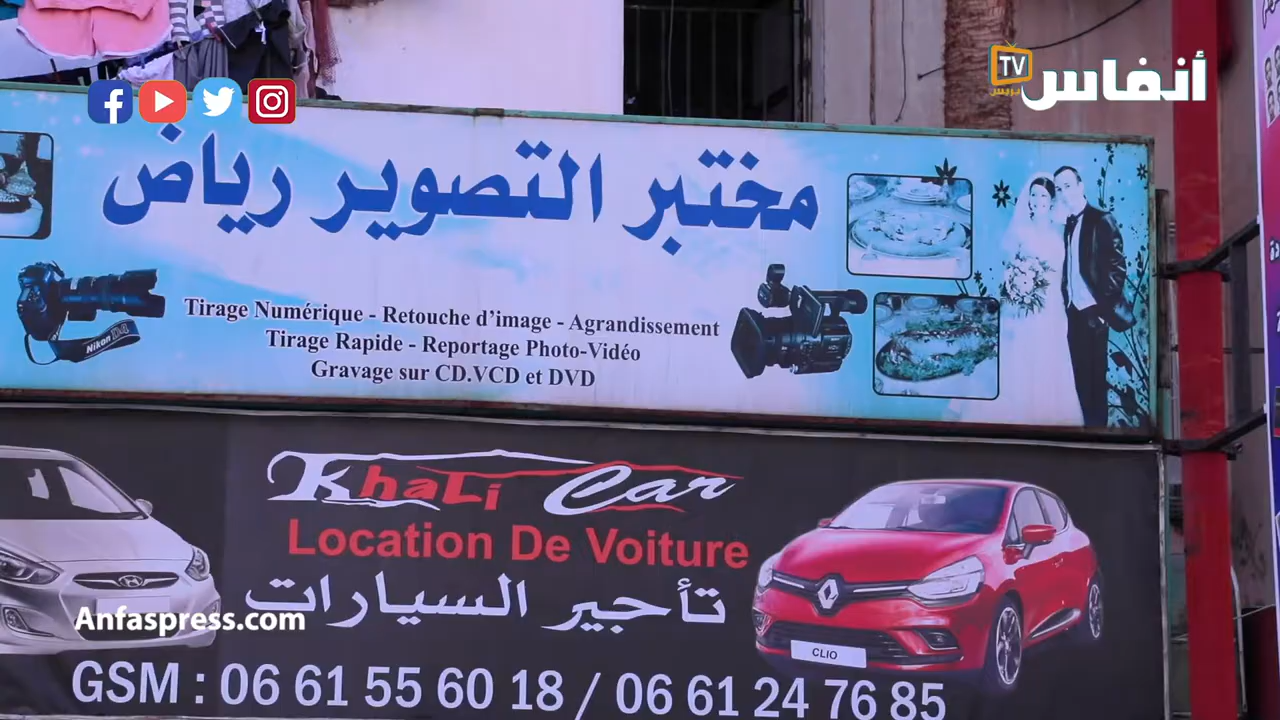 TV
بريس
أنفاس
مختبر التصوير رياض
Nikon D4
Tirage Numérique - Retouche d'image - Agrandissement
Tirage Rapide - Reportage Photo-Vidéo
Gravage sur CD.VCD et DVD
Khali Car
Location De Voiture
تأجير السيارات
CLIO
Anfaspress.com
GSM : 06 61 55 60 18 / 06 61 24 76 85